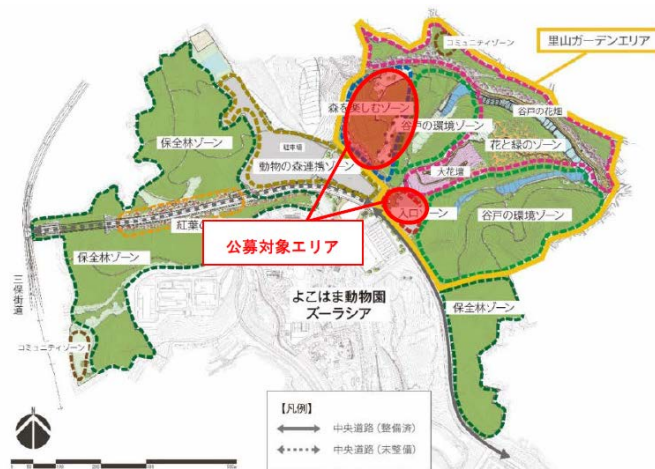 コミュニティゾーン
里山ガーデンエリア
森を楽しむゾーン
谷戸の花畑
谷戸の環境ゾーン
保全林ゾーン
駐車場
花と緑のゾーン
動物の森連携ゾーン
大花壇
入口ゾーン
谷戸の環境ゾーン
紅葉の
公募対象エリア
保全林ゾーン
三保街道
よこはま動物園
ズーラシア
保全林ゾーン
コミュニティゾーン
【凡例】
中央道路(整備済)
中央道路(未整備)